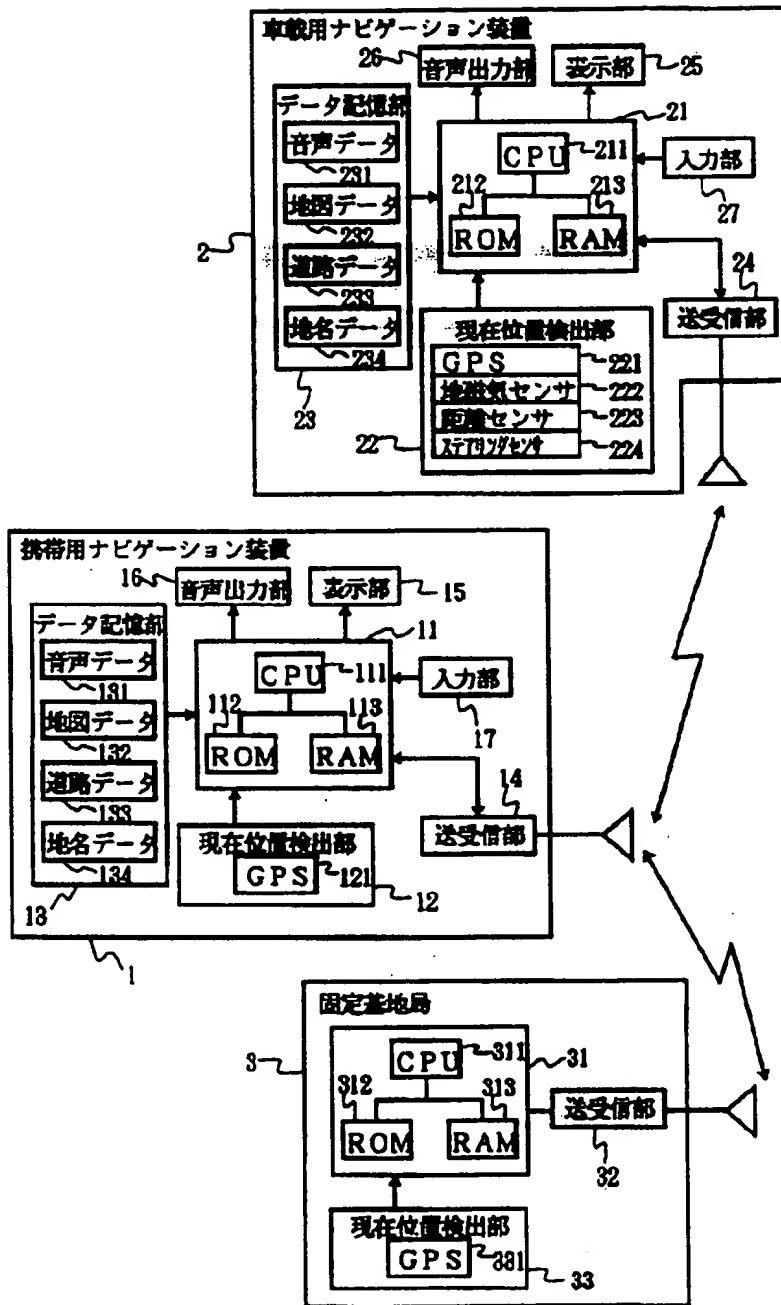 車載用ナビゲーション装置
26
音声出力部
表示部
25
データ記憶部
21
音声データ
231
CPU
211
入力部
27
地図データ
232
212
213
2
ROM
RAM
道路データ
233
24
送受信部
地名データ
234
現在位置検出部
GPS
221
地磁気センサ
222
23
距離センサ
223
22
ステアリングセンサ
224
携帯用ナビゲーション装置
16
音声出力部
表示部
15
データ記憶部
11
音声データ
131
CPU
111
入力部
17
地図データ
132
112
113
ROM
RAM
道路データ
133
14
送受信部
地名データ
134
現在位置検出部
GPS
121
13
12
1
固定基地局
3
CPU
311
31
312
313
送受信部
ROM
RAM
32
現在位置検出部
GPS
331
33